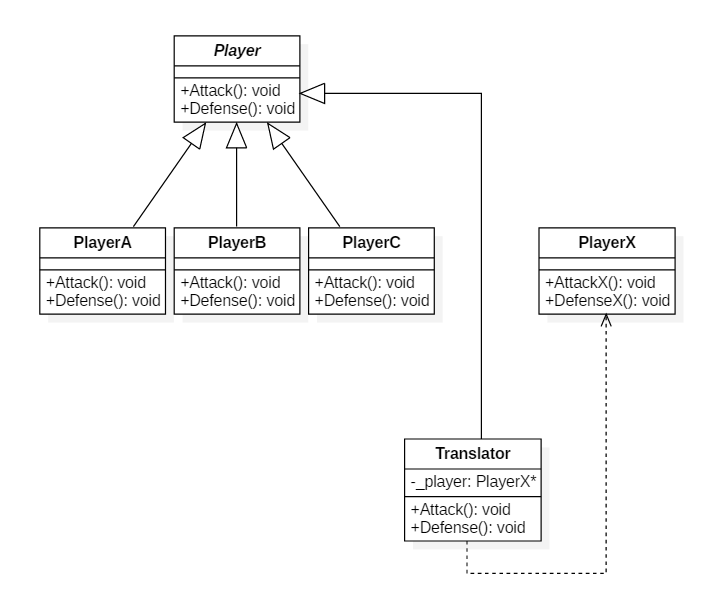 Player
+Attack(): void
+Defense(): void
PlayerA
+Attack(): void
+Defense(): void
PlayerB
+Attack(): void
+Defense(): void
PlayerC
+Attack(): void
+Defense(): void
PlayerX
+AttackX(): void
+DefenseX(): void
Translator
-_player: PlayerX*
+Attack(): void
+Defense(): void